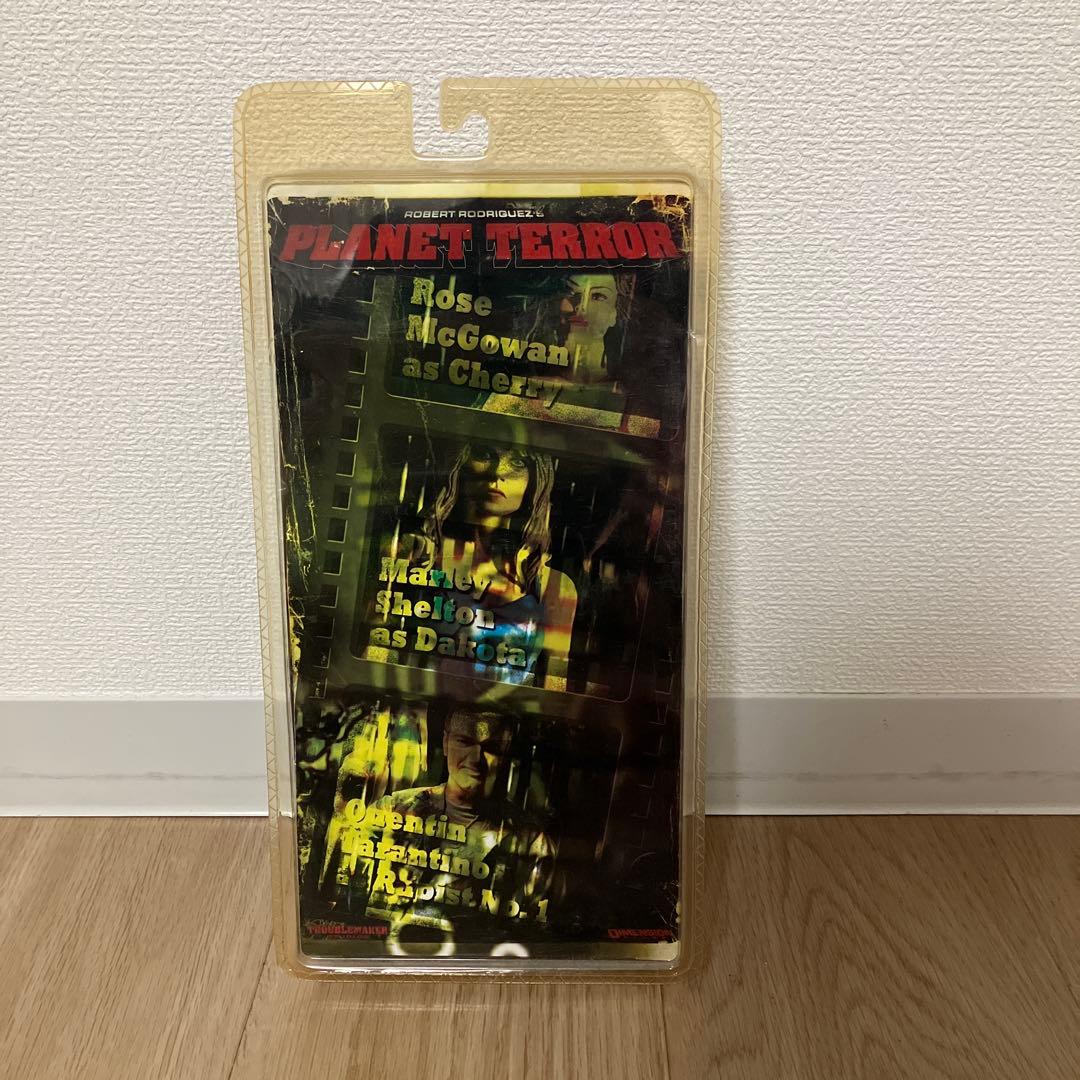 ROBERT RODRIGUEZ'S
PLANET TERROR
Rose
McGowan
as Cherry
Marley
Shelton
as Dakota
Quentin
Tarantino
Rapist No. 1
TROUBLEMAKER
DIMENSION